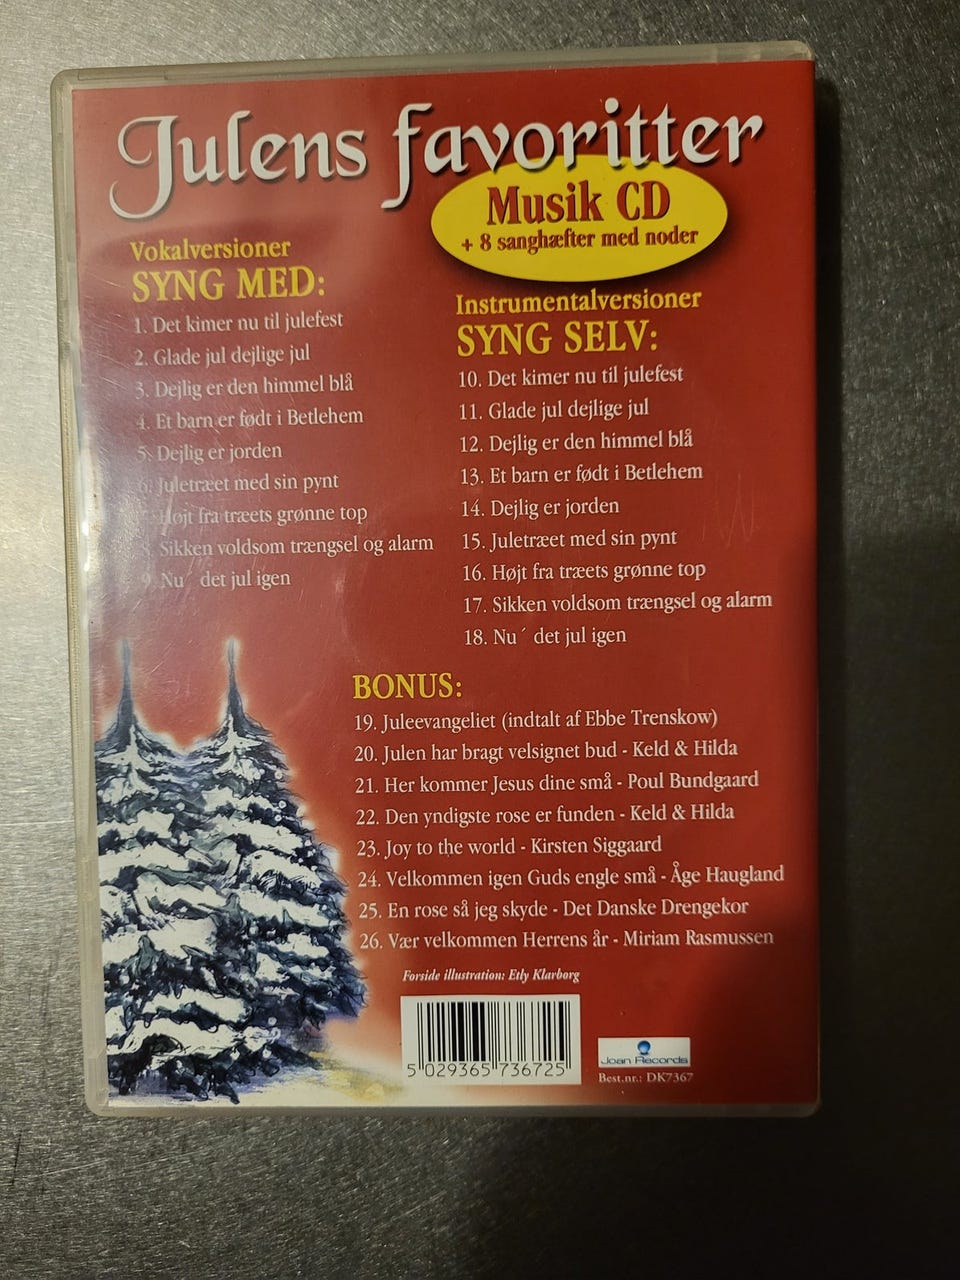 Julens favoritter
Musik CD
+ 8 sanghæfter med noder
Vokalversioner
SYNG MED:
1. Det kimer nu til julefest
2. Glade jul dejlige jul
3. Dejlig er den himmel blå
4. Et barn er født i Betlehem
5. Dejlig er jorden
6. Juletræet med sin pynt
7. Højt fra træets grønne top
8. Sikken voldsom trængsel og alarm
9. Nu´ det jul igen
Instrumentalversioner
SYNG SELV:
10. Det kimer nu til julefest
11. Glade jul dejlige jul
12. Dejlig er den himmel blå
13. Et barn er født i Betlehem
14. Dejlig er jorden
15. Juletræet med sin pynt
16. Højt fra træets grønne top
17. Sikken voldsom trængsel og alarm
18. Nu´ det jul igen
BONUS:
19. Juleevangeliet (indtalt af Ebbe Trenskow)
20. Julen har bragt velsignet bud - Keld & Hilda
21. Her kommer Jesus dine små - Poul Bundgaard
22. Den yndigste rose er funden - Keld & Hilda
23. Joy to the world - Kirsten Siggaard
24. Velkommen igen Guds engle små - Åge Haugland
25. En rose så jeg skyde - Det Danske Drengekor
26. Vær velkommen Herrens år - Miriam Rasmussen
Forside illustration: Etly Klarborg
5 029365 736725
Joan Records
Best.nr.: DK7367